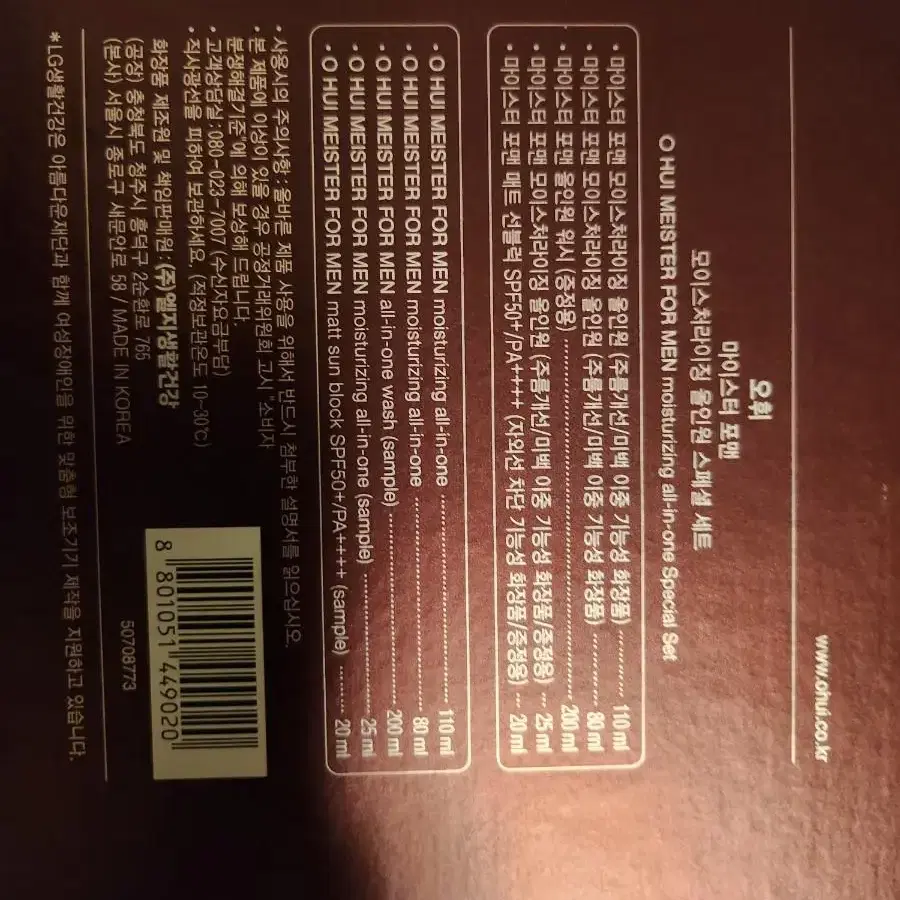 www.ohui.co.kr
오휘
마이스터 포맨
모이스처라이징 올인원 스페셜 세트
O HUI MEISTER FOR MEN moisturizing all-in-one Special Set
• 마이스터 포맨 모이스처라이징 올인원 (주름개선/미백 이중 기능성 화장품) ........... 110 ml
• 마이스터 포맨 모이스처라이징 올인원 (주름개선/미백 이중 기능성 화장품) ........... 80 ml
• 마이스터 포맨 올인원 워시 (증정용) ........... 200 ml
• 마이스터 포맨 모이스처라이징 올인원 (주름개선/미백 이중 기능성 화장품/증정용) ... 25 ml
• 마이스터 포맨 매트 선블럭 SPF50+/PA++++ (자외선 차단 기능성 화장품/증정용) ... 20 ml
• O HUI MEISTER FOR MEN moisturizing all-in-one ........... 110 ml
• O HUI MEISTER FOR MEN moisturizing all-in-one ........... 80 ml
• O HUI MEISTER FOR MEN all-in-one wash (sample) ........... 200 ml
• O HUI MEISTER FOR MEN moisturizing all-in-one (sample) ........... 25 ml
• O HUI MEISTER FOR MEN matt sun block SPF50+/PA++++ (sample) ....... 20 ml
• 사용시의 주의사항 : 올바른 제품 사용을 위해서 반드시 첨부한 설명서를 읽으십시오.
• 본 제품에 이상이 있을 경우 공정거래위원회 고시 "소비자
분쟁해결기준"에 의해 보상해 드립니다.
• 고객상담실 : 080-023-7007 (수신자요금부담)
• 직사광선을 피하여 보관하세요. (적정보관온도 10-30℃)
화장품 제조원 및 책임판매원 : (주)엘지생활건강
(공장) 충청북도 청주시 흥덕구 2순환로 765
(본사) 서울시 종로구 새문안로 58 / MADE IN KOREA
8 801051 449020
50708773
*LG생활건강은 아름다운재단과 함께 여성장애인을 위한 맞춤형 보조기기 제작을 지원하고 있습니다.